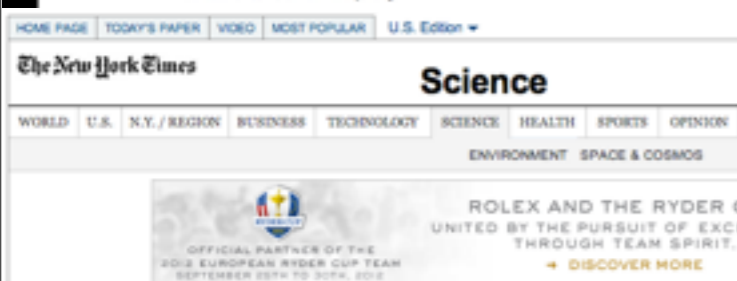 HOME PAGE TODAY'S PAPER VIDEO MOST POPULAR U.S. Edition
The New York Times
Science
WORLD U.S. N.Y. / REGION BUSINESS TECHNOLOGY SCIENCE HEALTH SPORTS OPINION
ENVIRONMENT SPACE & COSMOS
ROLEX AND THE RYDER
UNITED BY THE PURSUIT OF EXC
THROUGH TEAM SPIRIT.
→ DISCOVER MORE
OFFICIAL PARTNER OF THE
2012 EUROPEAN RYDER CUP TEAM
SEPTEMBER 25TH TO 30TH, 2012